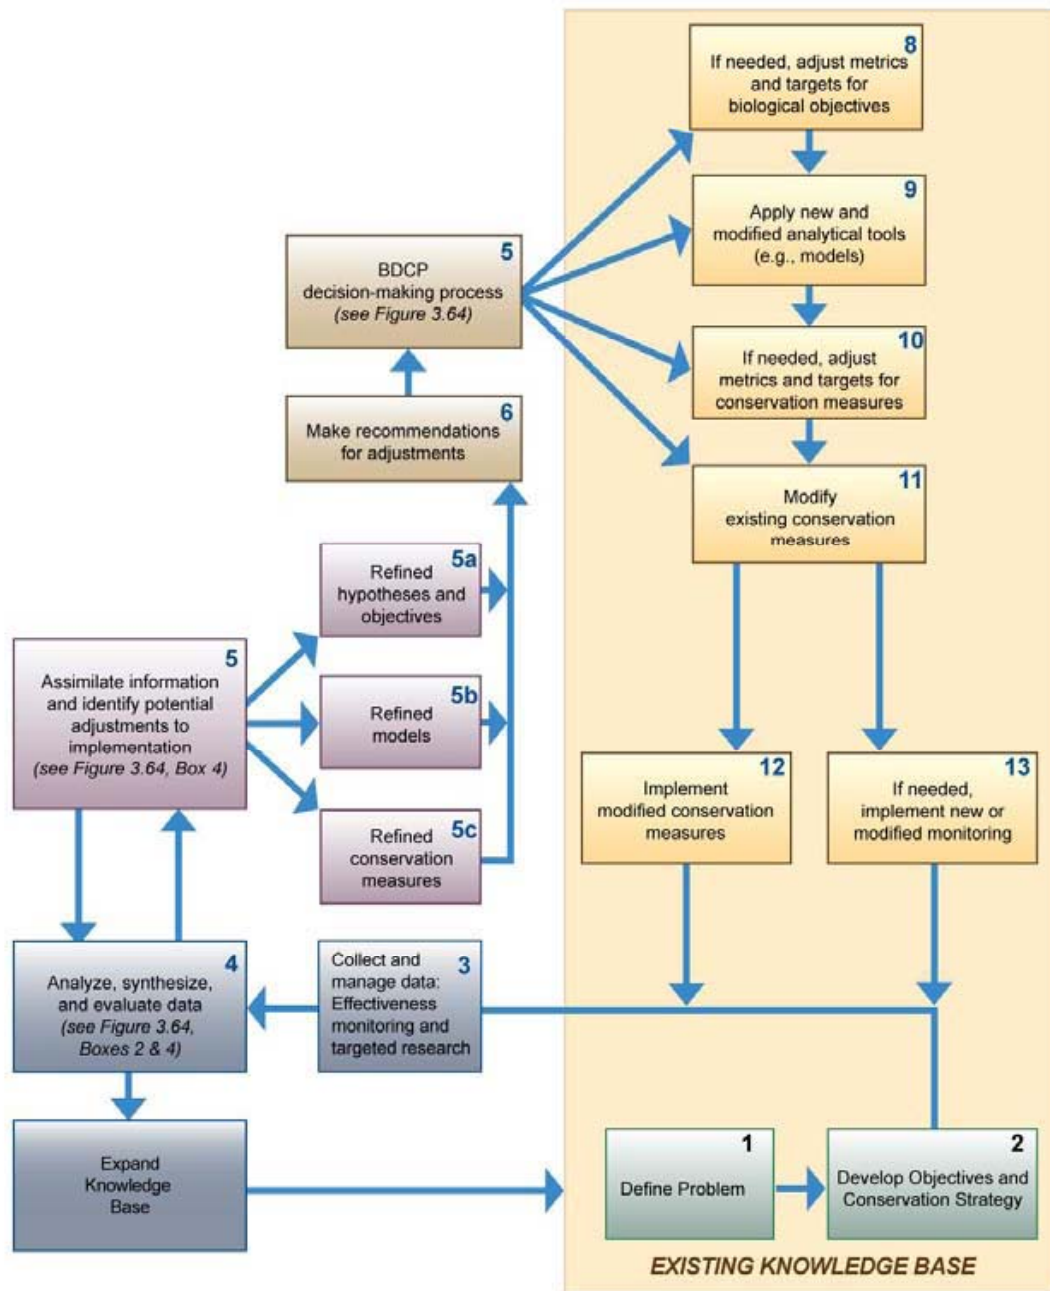 8
If needed, adjust metrics
and targets for
biological objectives
9
Apply new and
modified analytical tools
(e.g., models)
5
BDCP
decision-making process
(see Figure 3.64)
10
If needed, adjust
metrics and targets for
conservation measures
6
Make recommendations
for adjustments
11
Modify
existing conservation
measures
5a
Refined
hypotheses and
objectives
5
Assimilate information
and identify potential
adjustments to
implementation
(see Figure 3.64, Box 4)
5b
Refined
models
12
Implement
modified conservation
measures
13
If needed,
implement new or
modified monitoring
5c
Refined
conservation
measures
4
Analyze, synthesize,
and evaluate data
(see Figure 3.64,
Boxes 2 & 4)
3
Collect and
manage data:
Effectiveness
monitoring and
targeted research
Expand
Knowledge
Base
1
Define Problem
2
Develop Objectives and
Conservation Strategy
EXISTING KNOWLEDGE BASE